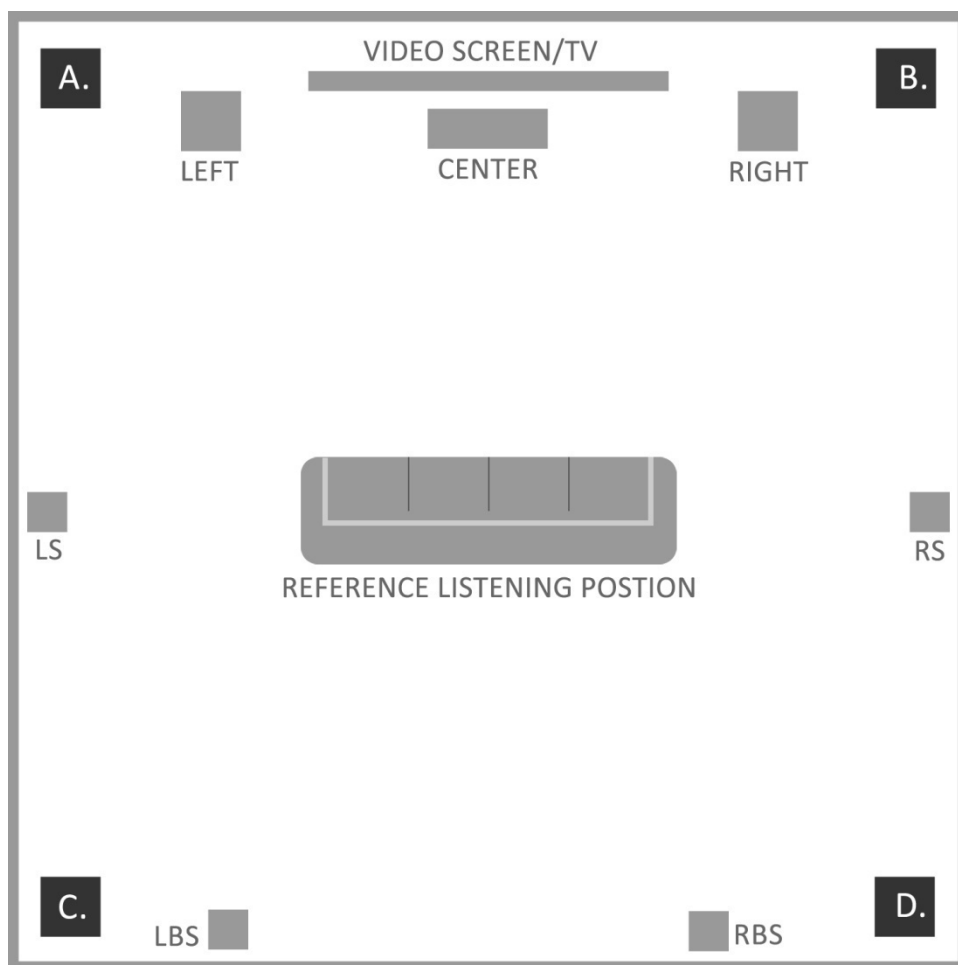 VIDEO SCREEN/TV
A.
B.
LEFT
CENTER
RIGHT
LS
RS
REFERENCE LISTENING POSTION
C.
D.
LBS
RBS